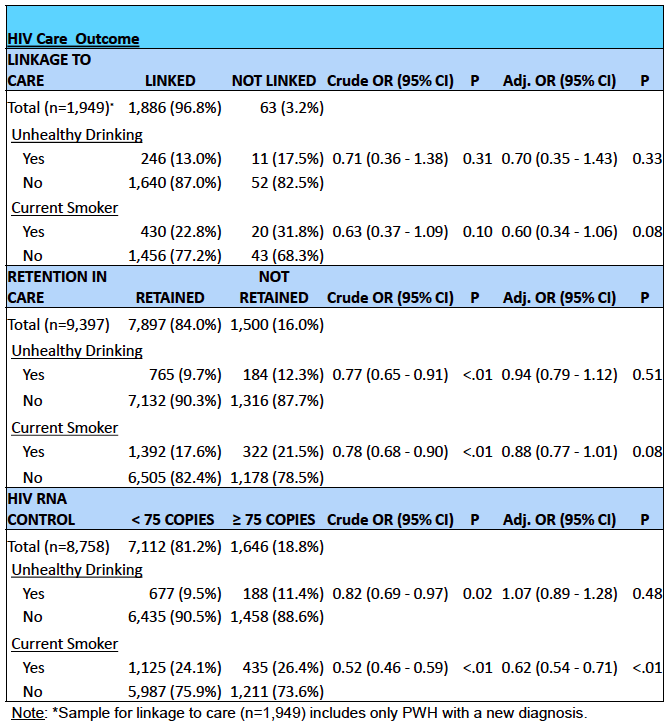 HIV Care Outcome
LINKAGE TO
CARE LINKED NOT LINKED Crude OR (95% CI) P Adj. OR (95% CI) P
Total (n=1,949)* 1,886 (96.8%) 63 (3.2%)
Unhealthy Drinking
Yes 246 (13.0%) 11 (17.5%) 0.71 (0.36 - 1.38) 0.31 0.70 (0.35 - 1.43) 0.33
No 1,640 (87.0%) 52 (82.5%)
Current Smoker
Yes 430 (22.8%) 20 (31.8%) 0.63 (0.37 - 1.09) 0.10 0.60 (0.34 - 1.06) 0.08
No 1,456 (77.2%) 43 (68.3%)
RETENTION IN NOT
CARE RETAINED RETAINED Crude OR (95% CI) P Adj. OR (95% CI) P
Total (n=9,397) 7,897 (84.0%) 1,500 (16.0%)
Unhealthy Drinking
Yes 765 (9.7%) 184 (12.3%) 0.77 (0.65 - 0.91) <.01 0.94 (0.79 - 1.12) 0.51
No 7,132 (90.3%) 1,316 (87.7%)
Current Smoker
Yes 1,392 (17.6%) 322 (21.5%) 0.78 (0.68 - 0.90) <.01 0.88 (0.77 - 1.01) 0.08
No 6,505 (82.4%) 1,178 (78.5%)
HIV RNA
CONTROL < 75 COPIES ≥ 75 COPIES Crude OR (95% CI) P Adj. OR (95% CI) P
Total (n=8,758) 7,112 (81.2%) 1,646 (18.8%)
Unhealthy Drinking
Yes 677 (9.5%) 188 (11.4%) 0.82 (0.69 - 0.97) 0.02 1.07 (0.89 - 1.28) 0.48
No 6,435 (90.5%) 1,458 (88.6%)
Current Smoker
Yes 1,125 (24.1%) 435 (26.4%) 0.52 (0.46 - 0.59) <.01 0.62 (0.54 - 0.71) <.01
No 5,987 (75.9%) 1,211 (73.6%)
Note: *Sample for linkage to care (n=1,949) includes only PWH with a new diagnosis.